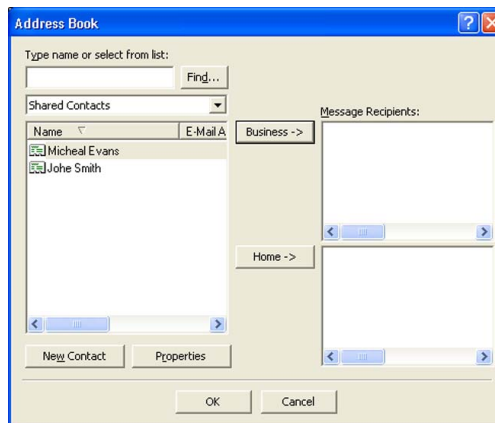 Address Book
Type name or select from list:
Find...
Shared Contacts
Message Recipients:
Name E-Mail A
Business ->
Micheal Evans
Johe Smith
Home ->
New Contact Properties
OK Cancel